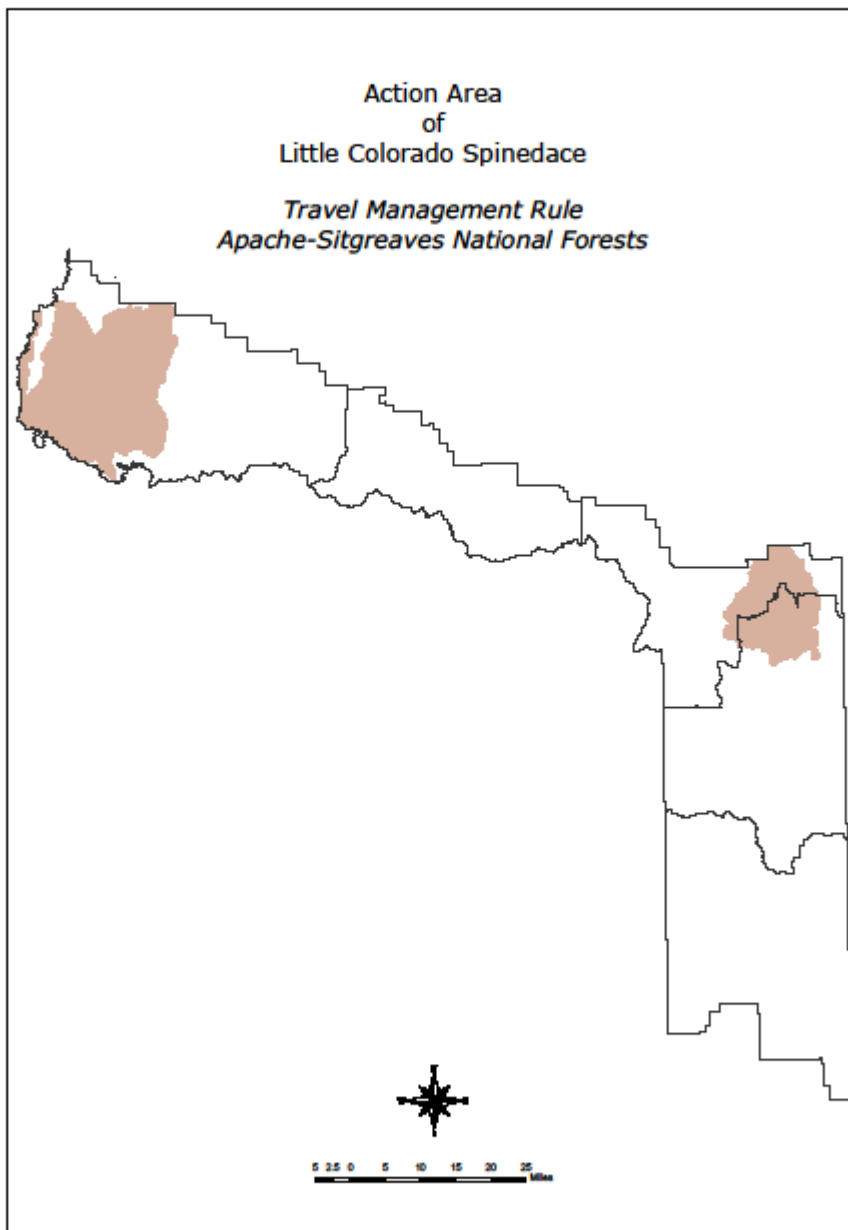 Action Area
of
Little Colorado Spinedace
Travel Management Rule
Apache-Sitgreaves National Forests
5 2.5 0 5 10 15 20 25
Miles